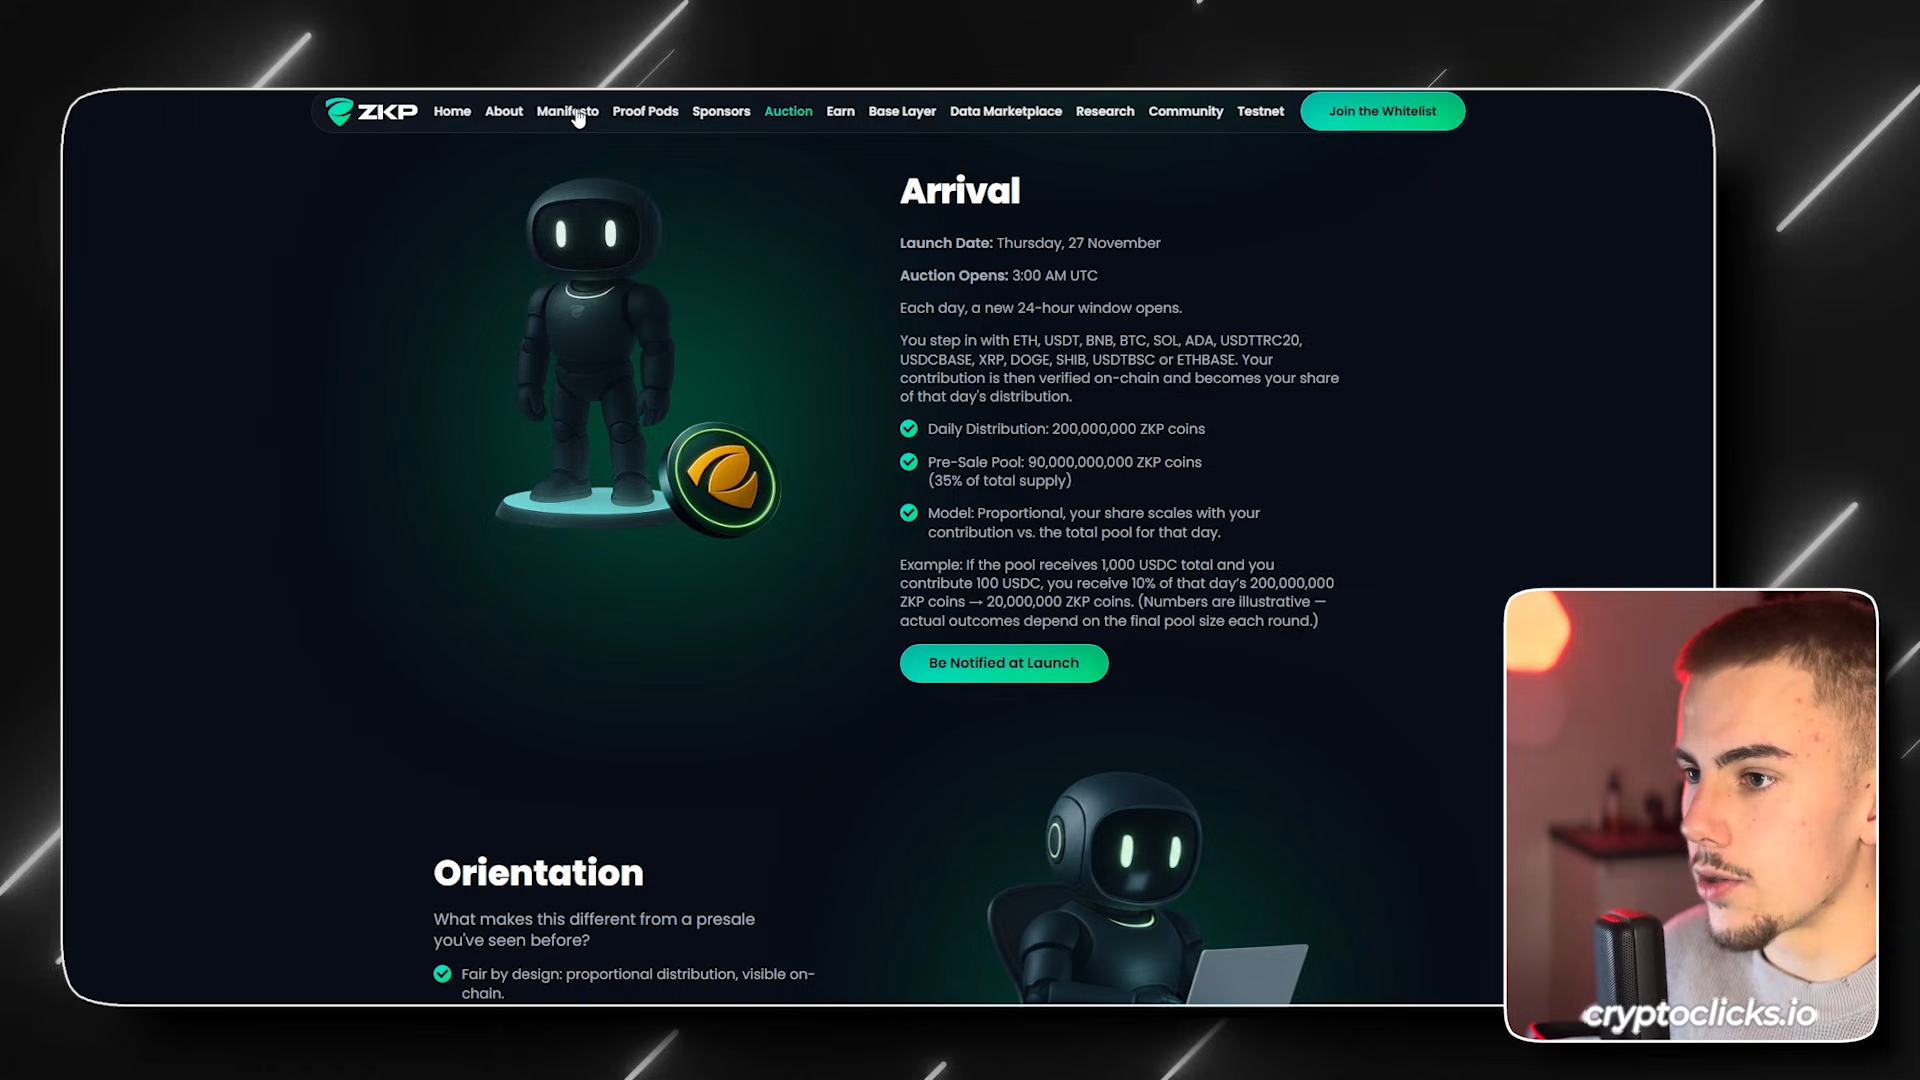 ZKP Home About Manifesto Proof Pods Sponsors Auction Earn Base Layer Data Marketplace Research Community Testnet Join the Whitelist
Arrival
Launch Date: Thursday, 27 November
Auction Opens: 3:00 AM UTC
Each day, a new 24-hour window opens.
You step in with ETH, USDT, BNB, BTC, SOL, ADA, USDTTRC20,
USDCBASE, XRP, DOGE, SHIB, USDTBSC or ETHBASE. Your
contribution is then verified on-chain and becomes your share
of that day's distribution.
Daily Distribution: 200,000,000 ZKP coins
Pre-Sale Pool: 90,000,000,000 ZKP coins
(35% of total supply)
Model: Proportional, your share scales with your
contribution vs. the total pool for that day.
Example: If the pool receives 1,000 USDC total and you
contribute 100 USDC, you receive 10% of that day's 200,000,000
ZKP coins → 20,000,000 ZKP coins. (Numbers are illustrative —
actual outcomes depend on the final pool size each round.)
Be Notified at Launch
Orientation
What makes this different from a presale
you've seen before?
Fair by design: proportional distribution, visible on-
chain.
cryptoclicks.io